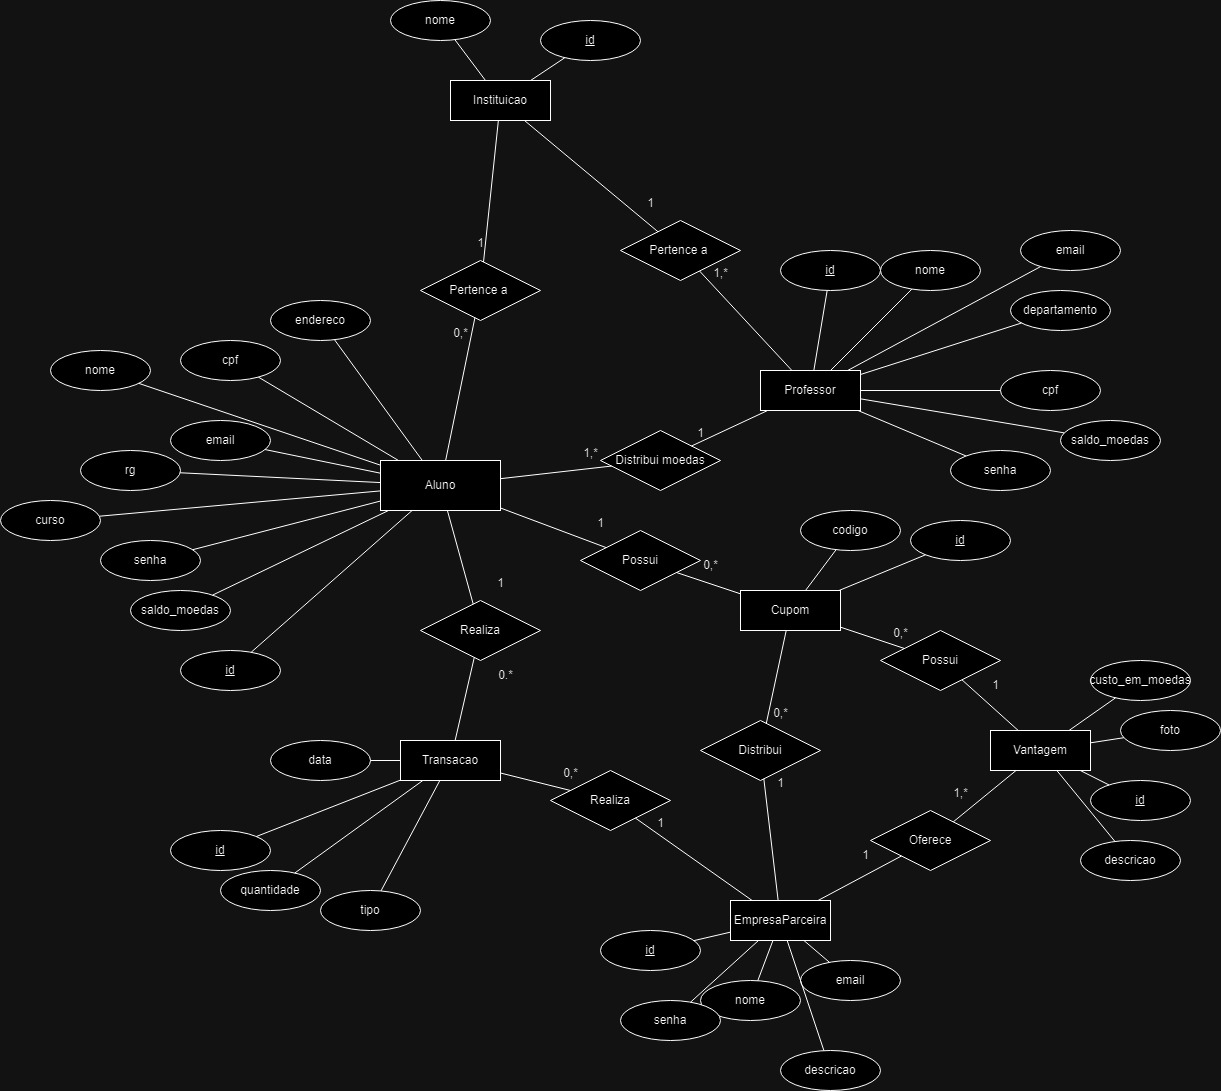 nome
id
Instituicao
1
Pertence a
1,*
1
Pertence a
0,*
id
nome
email
departamento
Professor
cpf
saldo_moedas
senha
endereco
cpf
nome
email
rg
curso
senha
saldo_moedas
id
Aluno
1,*
Distribui moedas
1
1
Possui
0,*
codigo
id
Cupom
0,*
Possui
1
1
Realiza
0.*
custo_em_moedas
foto
Vantagem
id
descricao
data
Transacao
id
quantidade
tipo
0,*
Realiza
1
0,*
Distribui
1
1,*
Oferece
1
EmpresaParceira
id
senha
nome
email
descricao